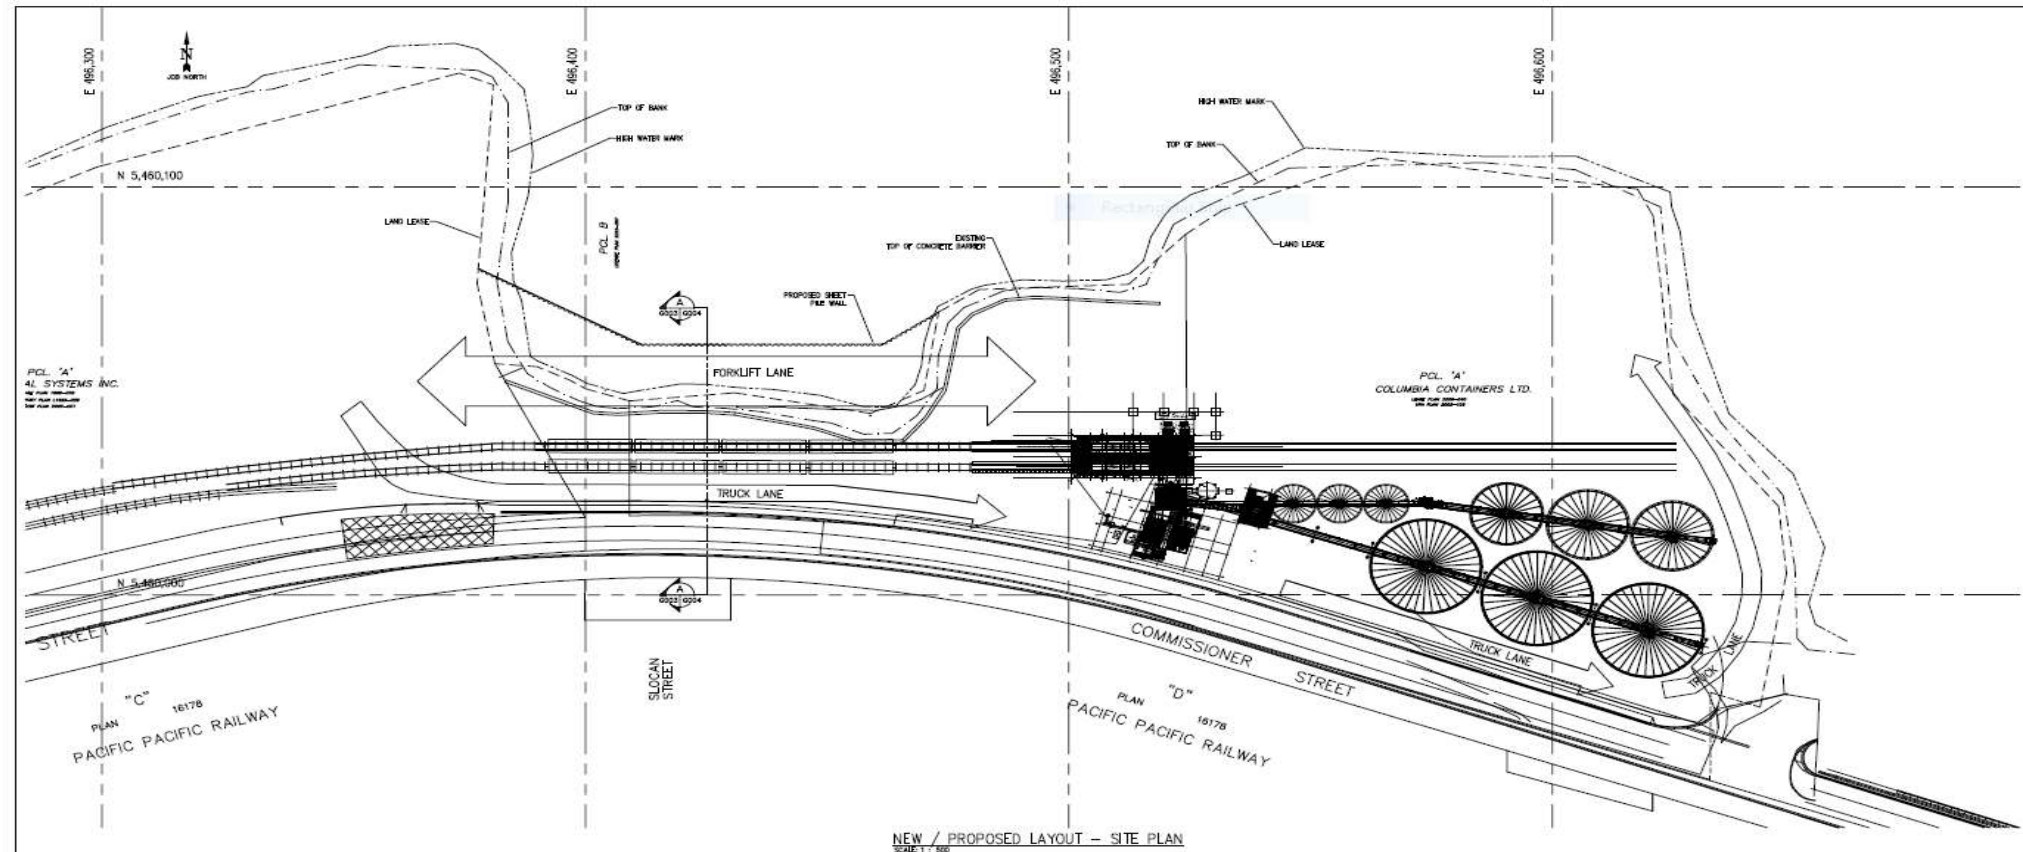 E 496,300
E 496,400
E 496,500
E 496,600
N
JOB NORTH
TOP OF BANK
HIGH WATER MARK
HIGH WATER MARK
TOP OF BANK
N 5,460,100
LAND LEASE
PCL B
EXISTING
TOP OF CONCRETE BARRIER
LAND LEASE
PROPOSED SHEET
PILE WALL
A
G003 G004
FORKLIFT LANE
PCL. "A"
AL SYSTEMS INC.
PCL. "A"
COLUMBIA CONTAINERS LTD.
TRUCK LANE
N 5,460,000
A
G003 G004
STREET
COMMISSIONER STREET
TRUCK LANE
TRUCK LANE
SLOCAN
STREET
"C"
PLAN 16178
PACIFIC PACIFIC RAILWAY
"D"
PLAN 16178
PACIFIC PACIFIC RAILWAY
NEW / PROPOSED LAYOUT – SITE PLAN
SCALE: 1 : 500